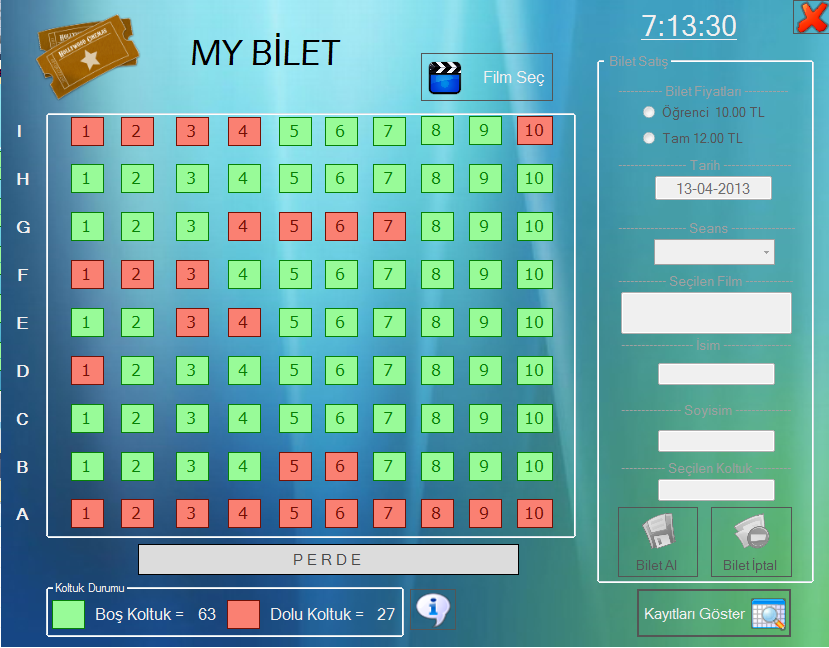 HOLLYWOOD CINEMAS
MY BİLET
7:13:30
Film Seç
Bilet Satış
Bilet Fiyatları
Öğrenci 10.00 TL
Tam 12.00 TL
Tarih
13-04-2013
Seans
Seçilen Film
İsim
Soyisim
Seçilen Koltuk
Bilet Al
Bilet İptal
I 1 2 3 4 5 6 7 8 9 10
H 1 2 3 4 5 6 7 8 9 10
G 1 2 3 4 5 6 7 8 9 10
F 1 2 3 4 5 6 7 8 9 10
E 1 2 3 4 5 6 7 8 9 10
D 1 2 3 4 5 6 7 8 9 10
C 1 2 3 4 5 6 7 8 9 10
B 1 2 3 4 5 6 7 8 9 10
A 1 2 3 4 5 6 7 8 9 10
PERDE
Koltuk Durumu
Boş Koltuk = 63
Dolu Koltuk = 27
Kayıtları Göster